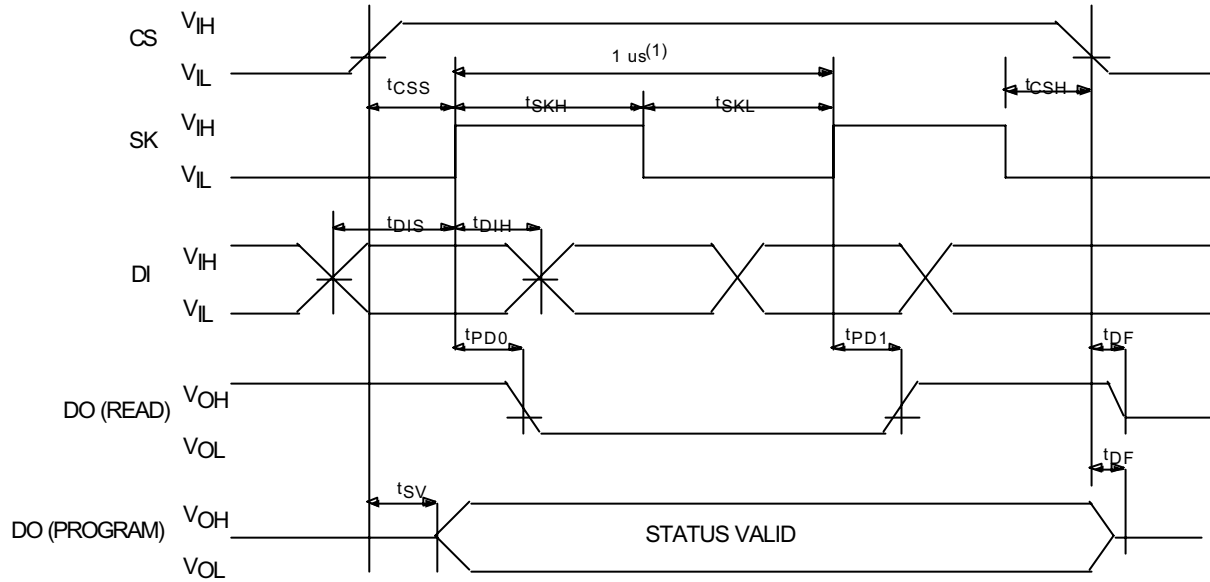 CS VIH
1 us(1)
VIL
tCSS tSKH tSKL tCSH
SK VIH
VIL
tDIS tDIH
DI VIH
VIL
tPD0 tPD1 tDF
DO (READ) VOH
VOL
tDF
tSV
DO (PROGRAM) VOH
STATUS VALID
VOL